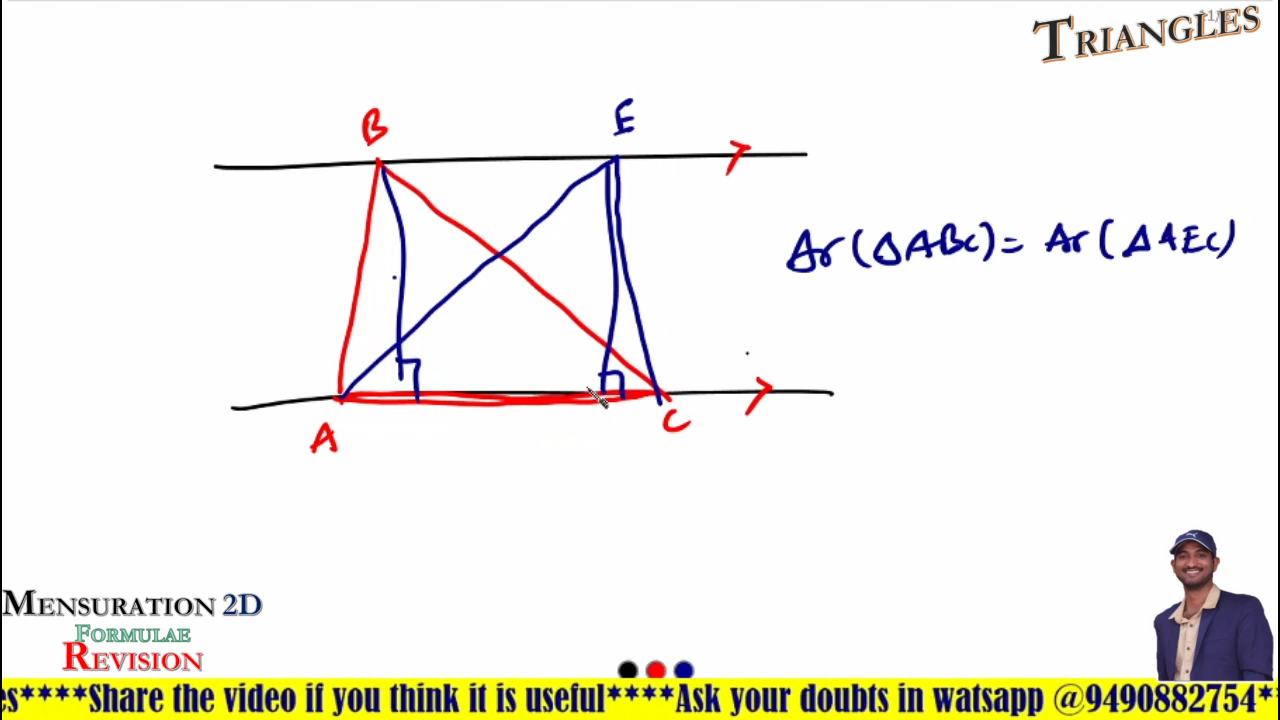 TRIANGLES
B
E
Ar(ΔABC) = Ar(ΔAEC)
A
C
MENSURATION 2D
FORMULAE
REVISION
es****Share the video if you think it is useful****Ask your doubts in watsapp @9490882754*